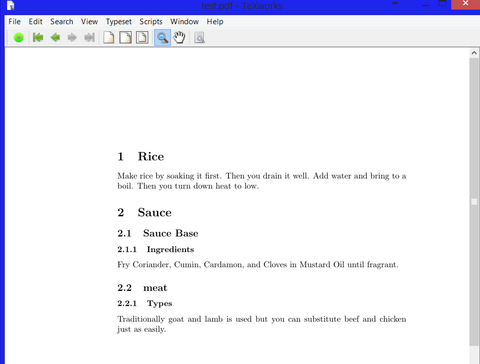 test.pdf - TeXworks
File Edit Search View Typeset Scripts Window Help
1 Rice
Make rice by soaking it first. Then you drain it well. Add water and bring to a
boil. Then you turn down heat to low.
2 Sauce
2.1 Sauce Base
2.1.1 Ingredients
Fry Coriander, Cumin, Cardamon, and Cloves in Mustard Oil until fragrant.
2.2 meat
2.2.1 Types
Traditionally goat and lamb is used but you can substitute beef and chicken
just as easily.